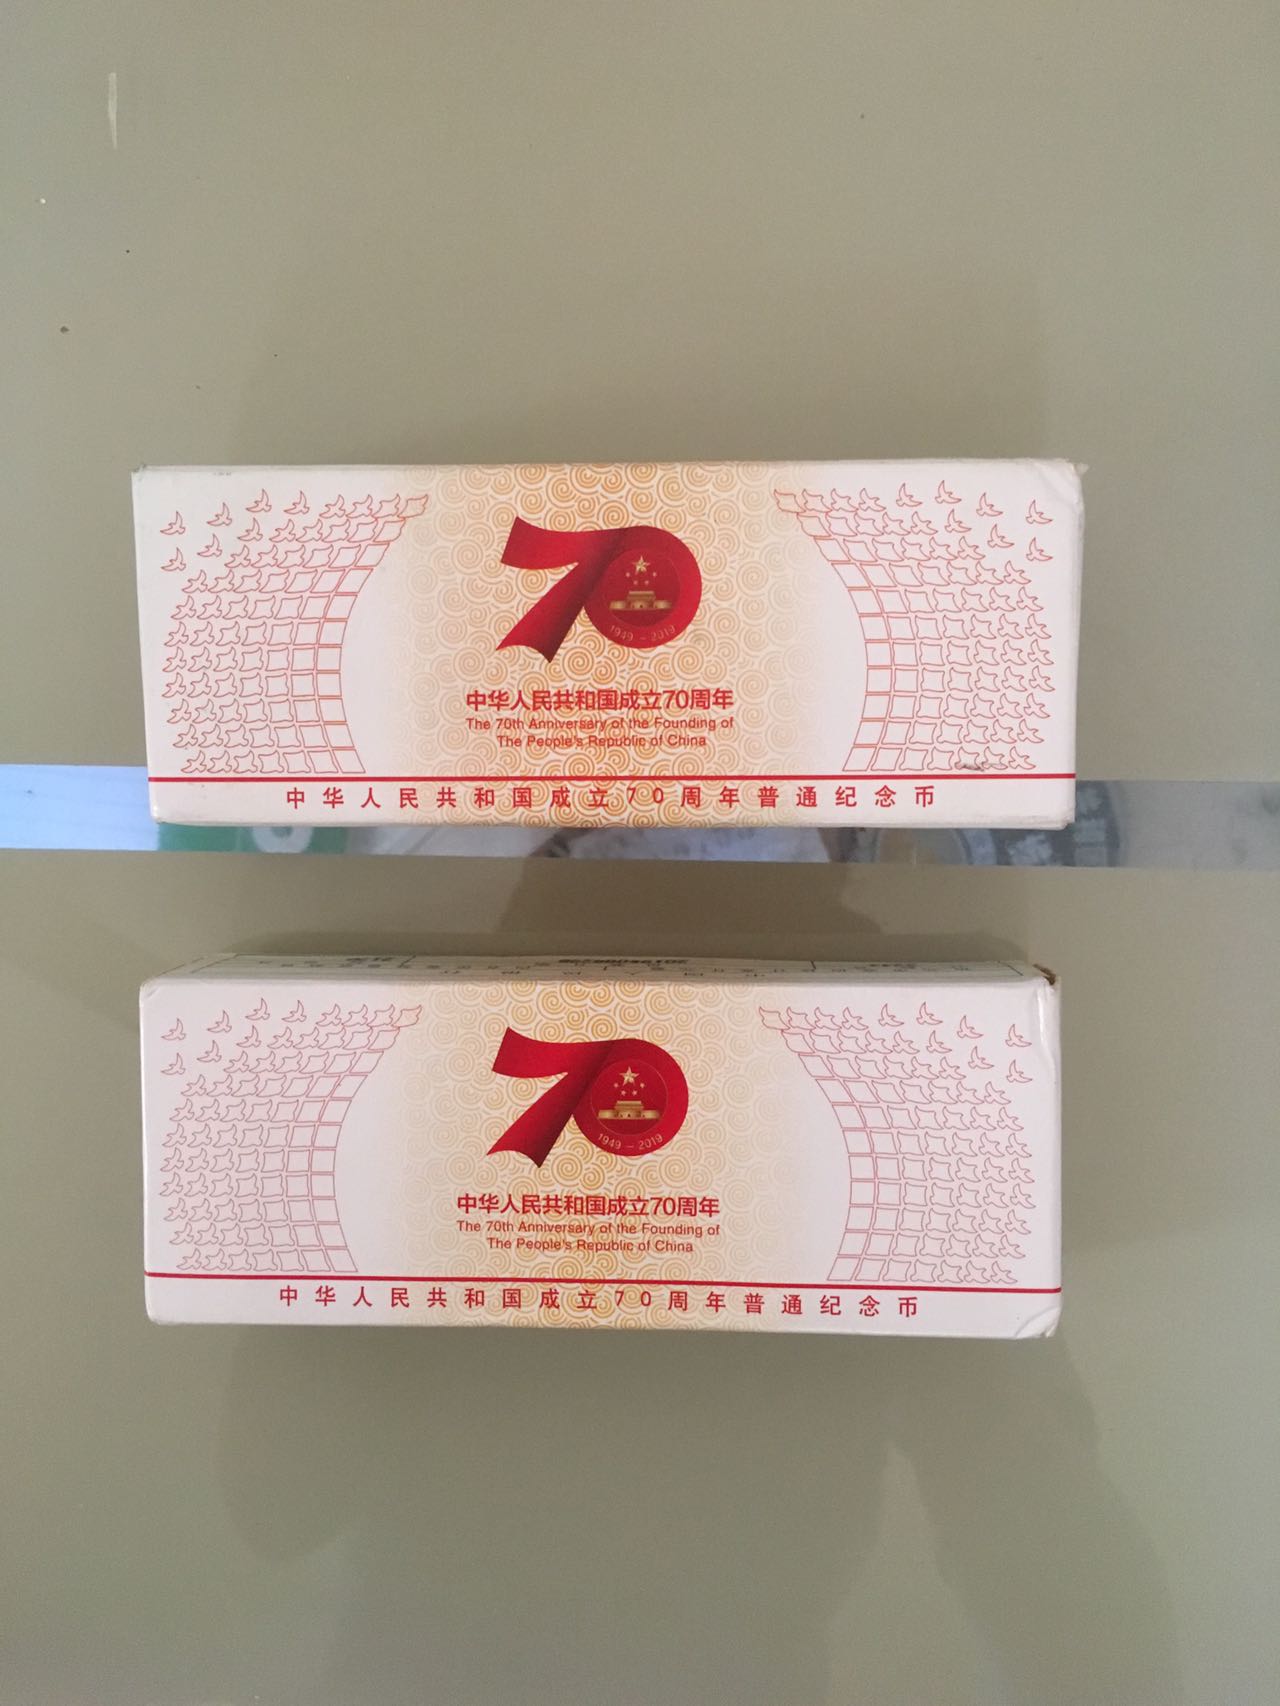 1949 - 2019
中华人民共和国成立70周年
The 70th Anniversary of the Founding of
The People's Republic of China
中华人民共和国成立70周年普通纪念币
1949 - 2019
中华人民共和国成立70周年
The 70th Anniversary of the Founding of
The People's Republic of China
中华人民共和国成立70周年普通纪念币